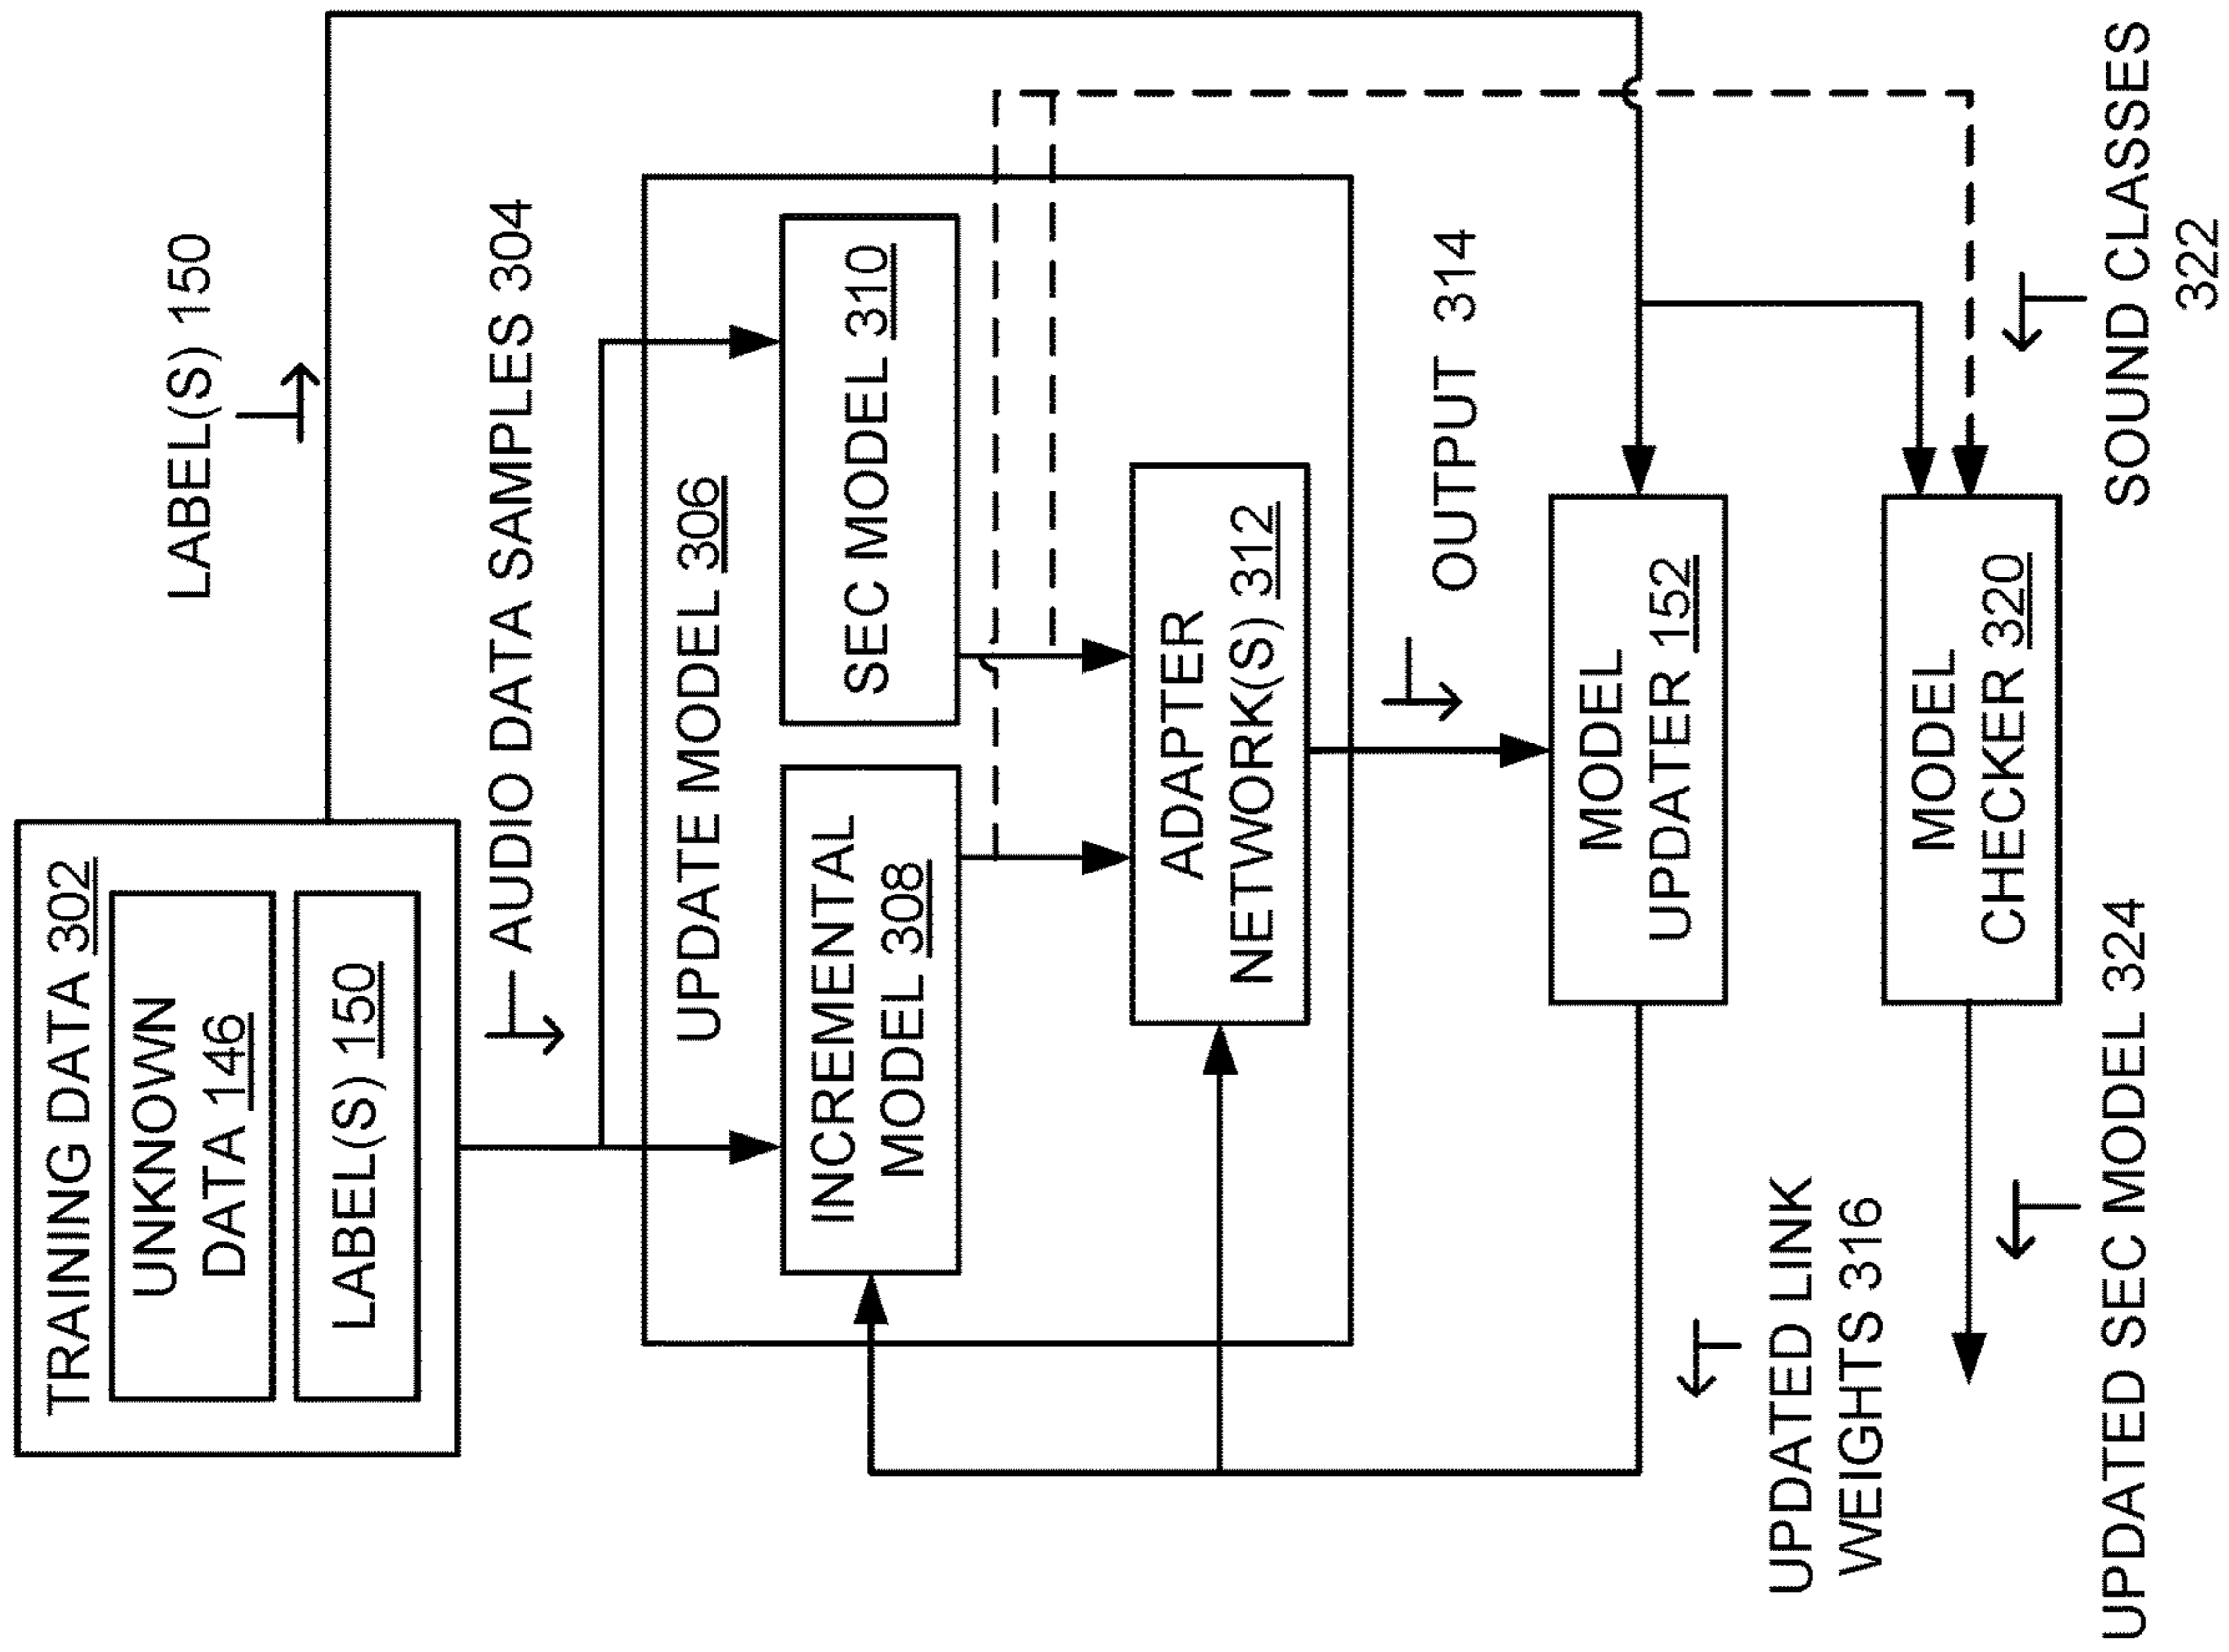 TRAINING DATA 302
UNKNOWN
DATA 146
LABEL(S) 150
LABEL(S) 150
AUDIO DATA SAMPLES 304
UPDATE MODEL 306
INCREMENTAL
MODEL 308
SEC MODEL 310
ADAPTER
NETWORK(S) 312
OUTPUT 314
MODEL
UPDATER 152
UPDATED LINK
WEIGHTS 316
MODEL
CHECKER 320
SOUND CLASSES
322
UPDATED SEC MODEL 324